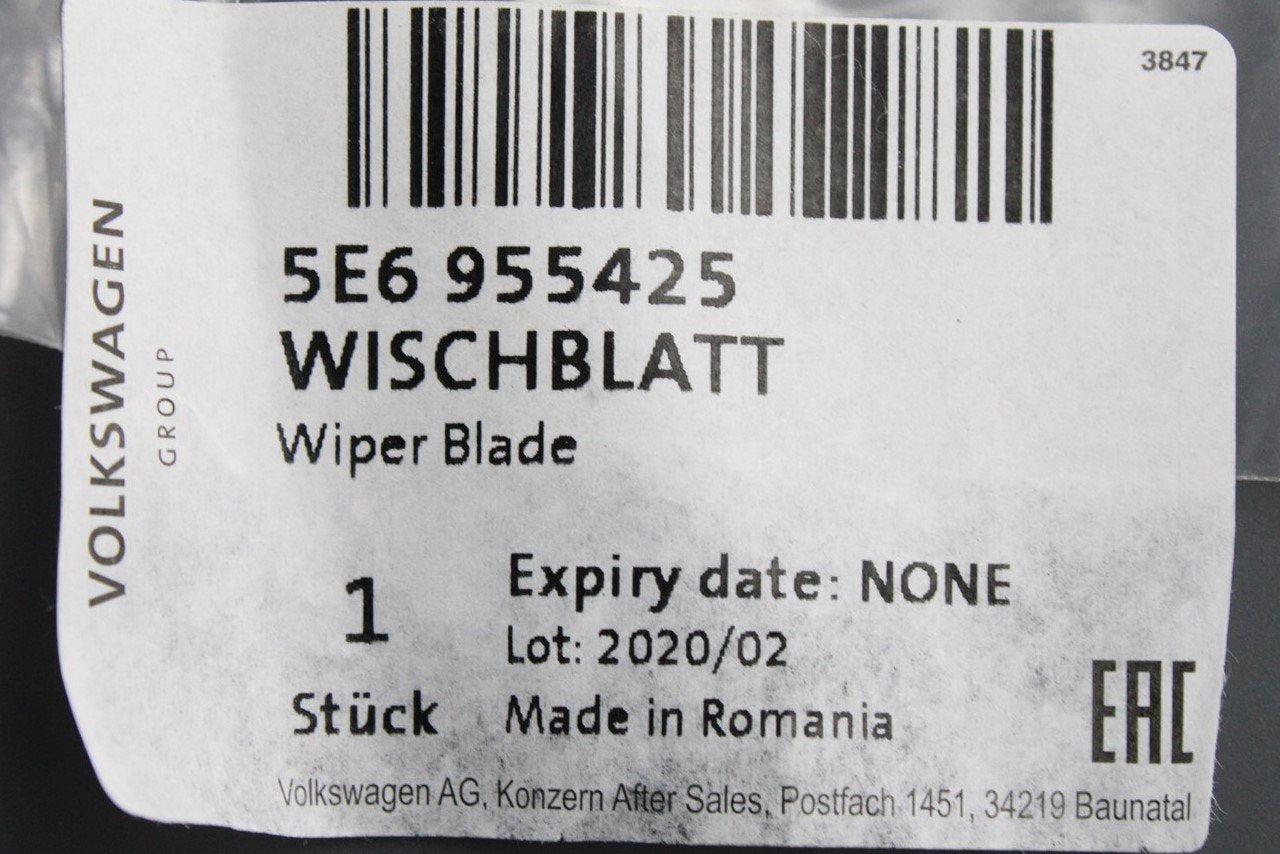 3847
VOLKSWAGEN
GROUP
5E6 955425
WISCHBLATT
Wiper Blade
1
Stück
Expiry date: NONE
Lot: 2020/02
Made in Romania
EAC
Volkswagen AG, Konzern After Sales, Postfach 1451, 34219 Baunatal